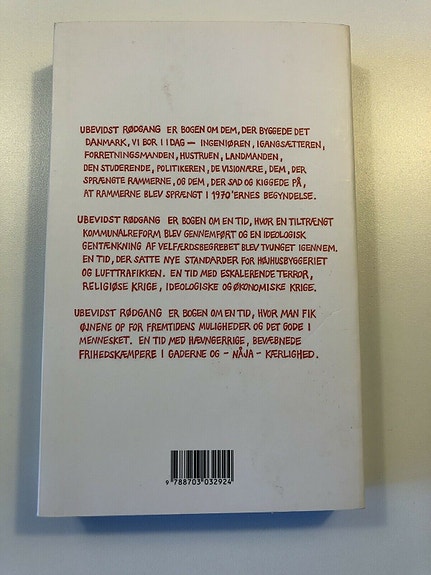 UBEVIDST RØDGANG ER BOGEN OM DEM, DER BYGGEDE DET
DANMARK, VI BOR I IDAG — INGENIØREN, IGANGSÆTTEREN,
FORRETNINGSMANDEN, HUSTRUEN, LANDMANDEN,
DEN STUDERENDE, POLITIKEREN, DE VISIONÆRE, DEM, DER
SPRÆNGTE RAMMERNE, OG DEM, DER SAD OG KIGGEDE PÅ,
AT RAMMERNE BLEV SPRÆNGT I 1970'ERNES BEGYNDELSE.
UBEVIDST RØDGANG ER BOGEN OM EN TID, HVOR EN TILTRÆNGT
KOMMUNALREFORM BLEV GENNEMFØRT OG EN IDEOLOGISK
GENTÆNKNING AF VELFÆRDSBEGREBET BLEV TVUNGET IGENNEM.
EN TID, DER SATTE NYE STANDARDER FOR HØJHUSBYGGERIET
OG LUFTTRAFIKKEN. EN TID MED ESKALERENDE TERROR,
RELIGIØSE KRIGE, IDEOLOGISKE OG ØKONOMISKE KRIGE.
UBEVIDST RØDGANG ER BOGEN OM EN TID, HVOR MAN FIK
ØJNENE OP FOR FREMTIDENS MULIGHEDER OG DET GODE I
MENNESKET. EN TID MED HÆVNGERRIGE, BEVÆBNEDE
FRIHEDSKÆMPERE I GADERNE OG – NÅJA – KÆRLIGHED.
9 788703 032924